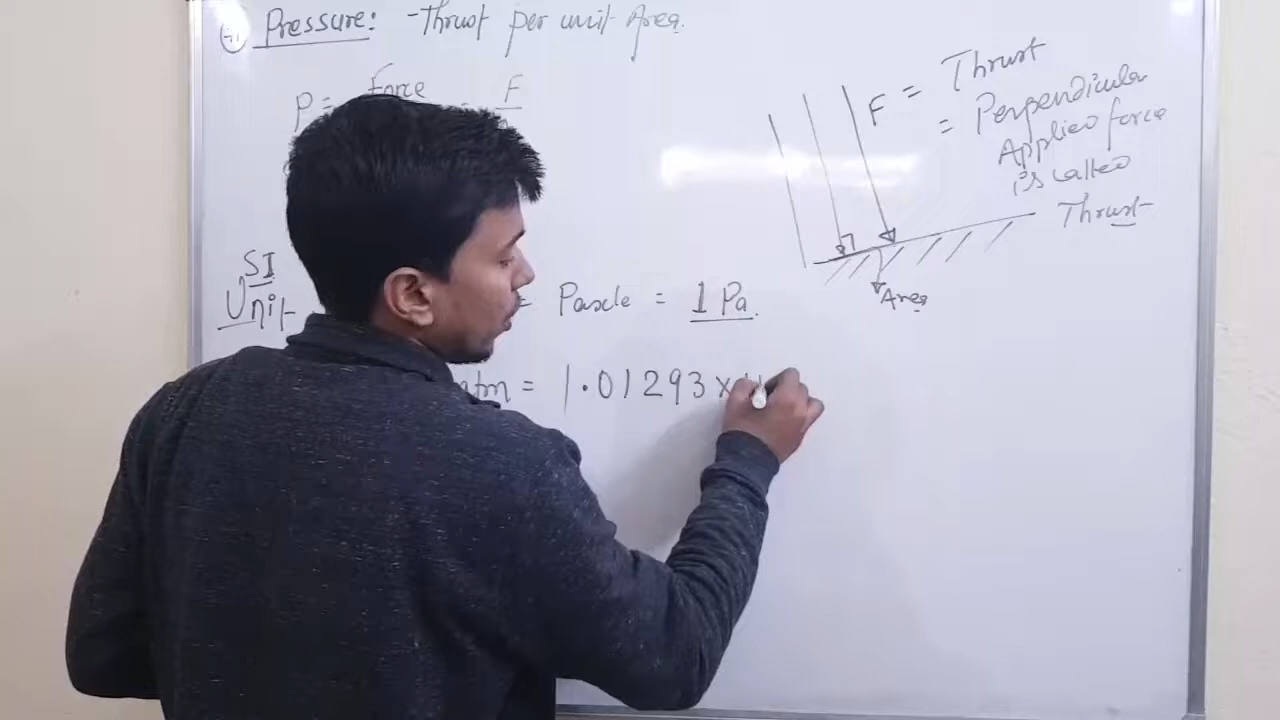 Pressure: - Thrust per unit Area.
P = Force = F
F = Thrust
= Perpendicular
Applied force
is called
Thrust
Area
SI
Unit = Pascle = 1 Pa.
atm = 1.01293 x